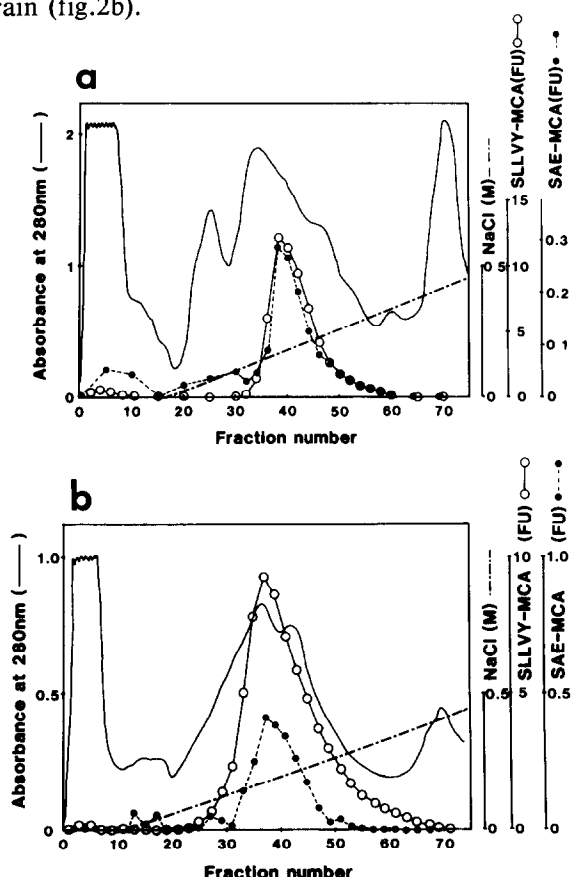 rain (fig.2b).
a
Absorbance at 280nm (—)
2
1
0
0 10 20 30 40 50 60 70
Fraction number
NaCl (M)-·-·-
0.5
0
SLLVY-MCA(FU)○—○
15
10
5
0
SAE-MCA(FU)●--●
0.3
0.2
0 1
0
b
Absorbance at 280nm (—)
1.0
0.5
0
0 10 20 30 40 50 60 70
Fraction number
NaCl (M)-·-·-
0.5
0
SLLVY-MCA (FU) ○—○
10
5
0
SAE-MCA (FU) ●--●
1.0
0.5
0